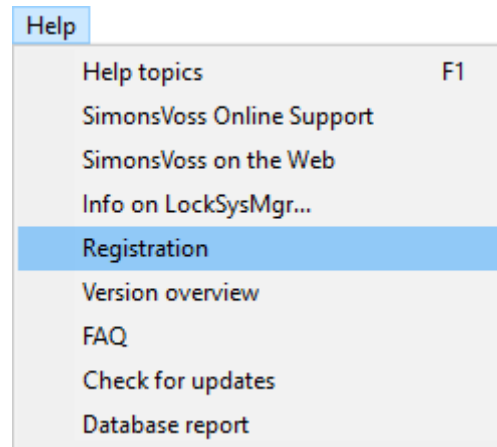 Help
Help topics F1
SimonsVoss Online Support
SimonsVoss on the Web
Info on LockSysMgr...
Registration
Version overview
FAQ
Check for updates
Database report